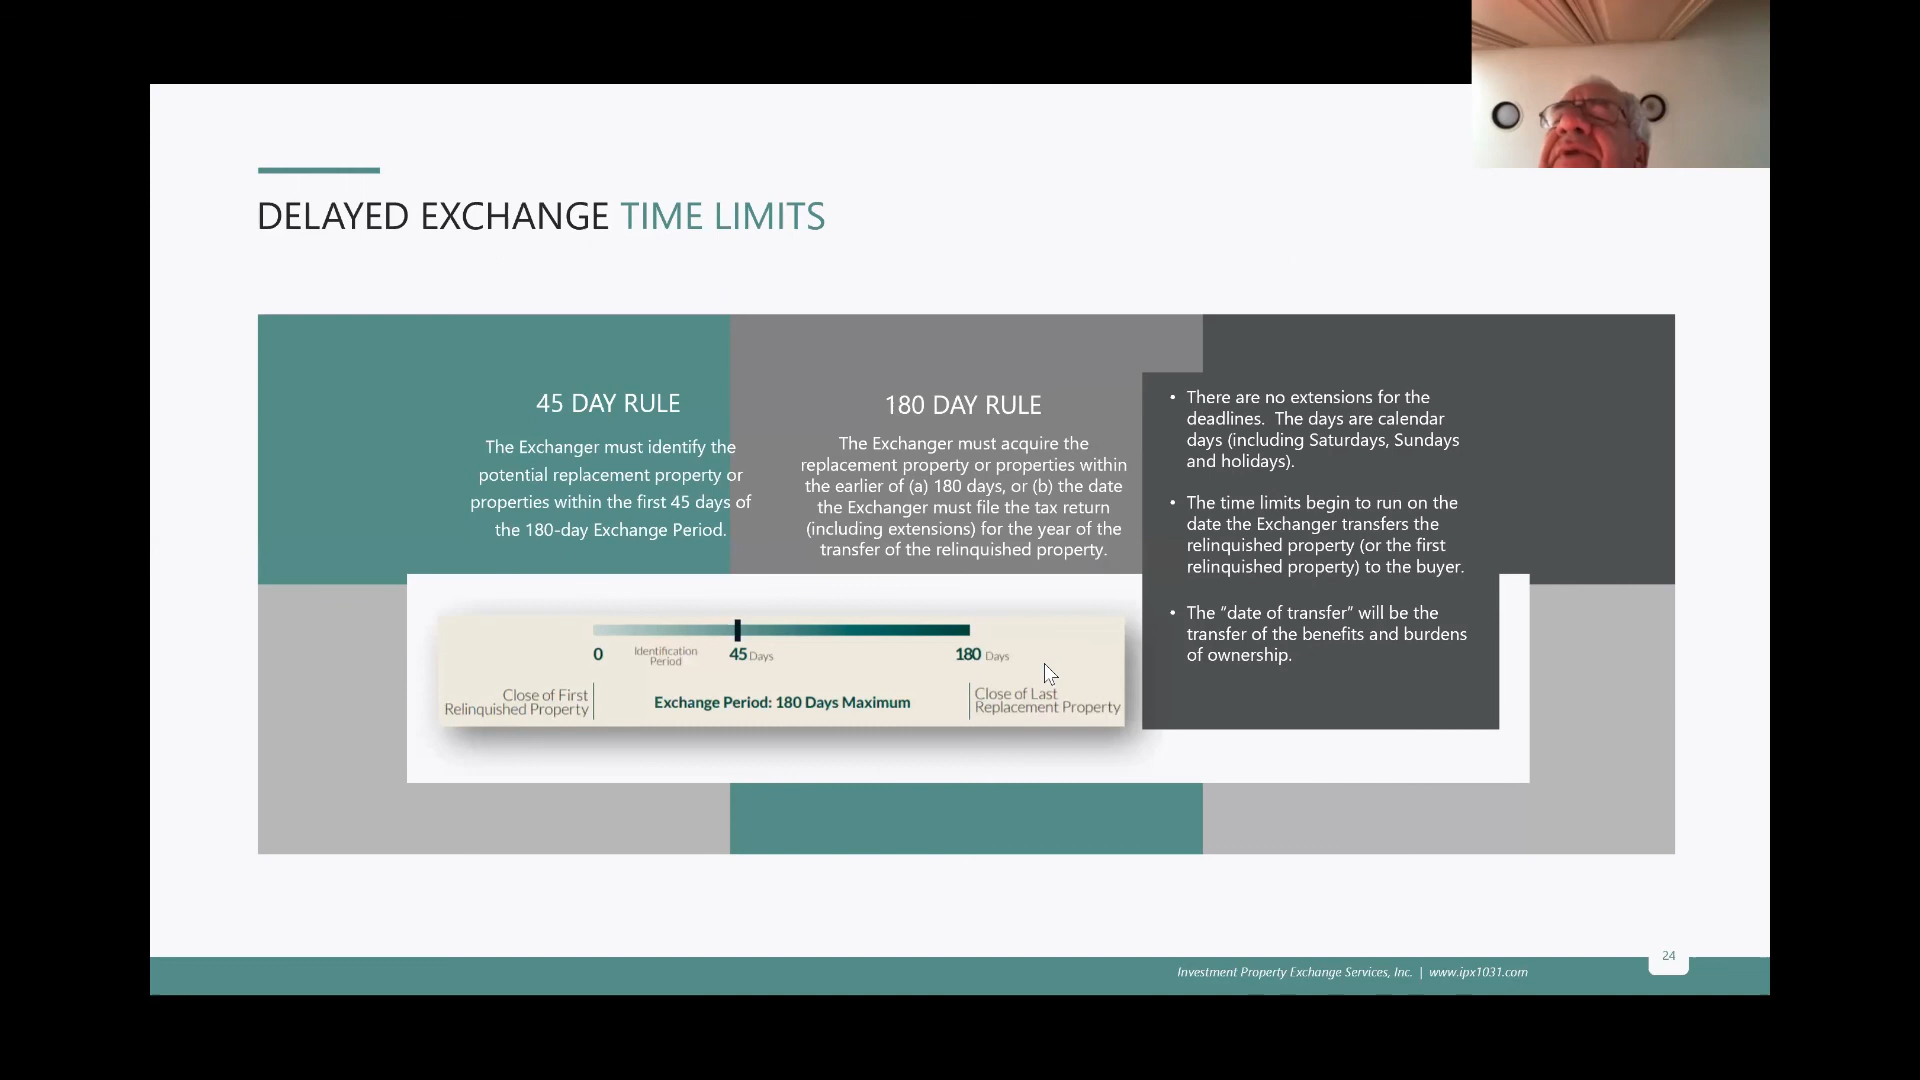 DELAYED EXCHANGE TIME LIMITS
45 DAY RULE
The Exchanger must identify the
potential replacement property or
properties within the first 45 days of
the 180-day Exchange Period.
180 DAY RULE
The Exchanger must acquire the
replacement property or properties within
the earlier of (a) 180 days, or (b) the date
the Exchanger must file the tax return
(including extensions) for the year of the
transfer of the relinquished property.
• There are no extensions for the
deadlines.  The days are calendar
days (including Saturdays, Sundays
and holidays).
• The time limits begin to run on the
date the Exchanger transfers the
relinquished property (or the first
relinquished property) to the buyer.
• The “date of transfer” will be the
transfer of the benefits and burdens
of ownership.
0
Identification
Period
45 Days
180 Days
Close of First
Relinquished Property
Exchange Period: 180 Days Maximum
Close of Last
Replacement Property
24
Investment Property Exchange Services, Inc. | www.ipx1031.com